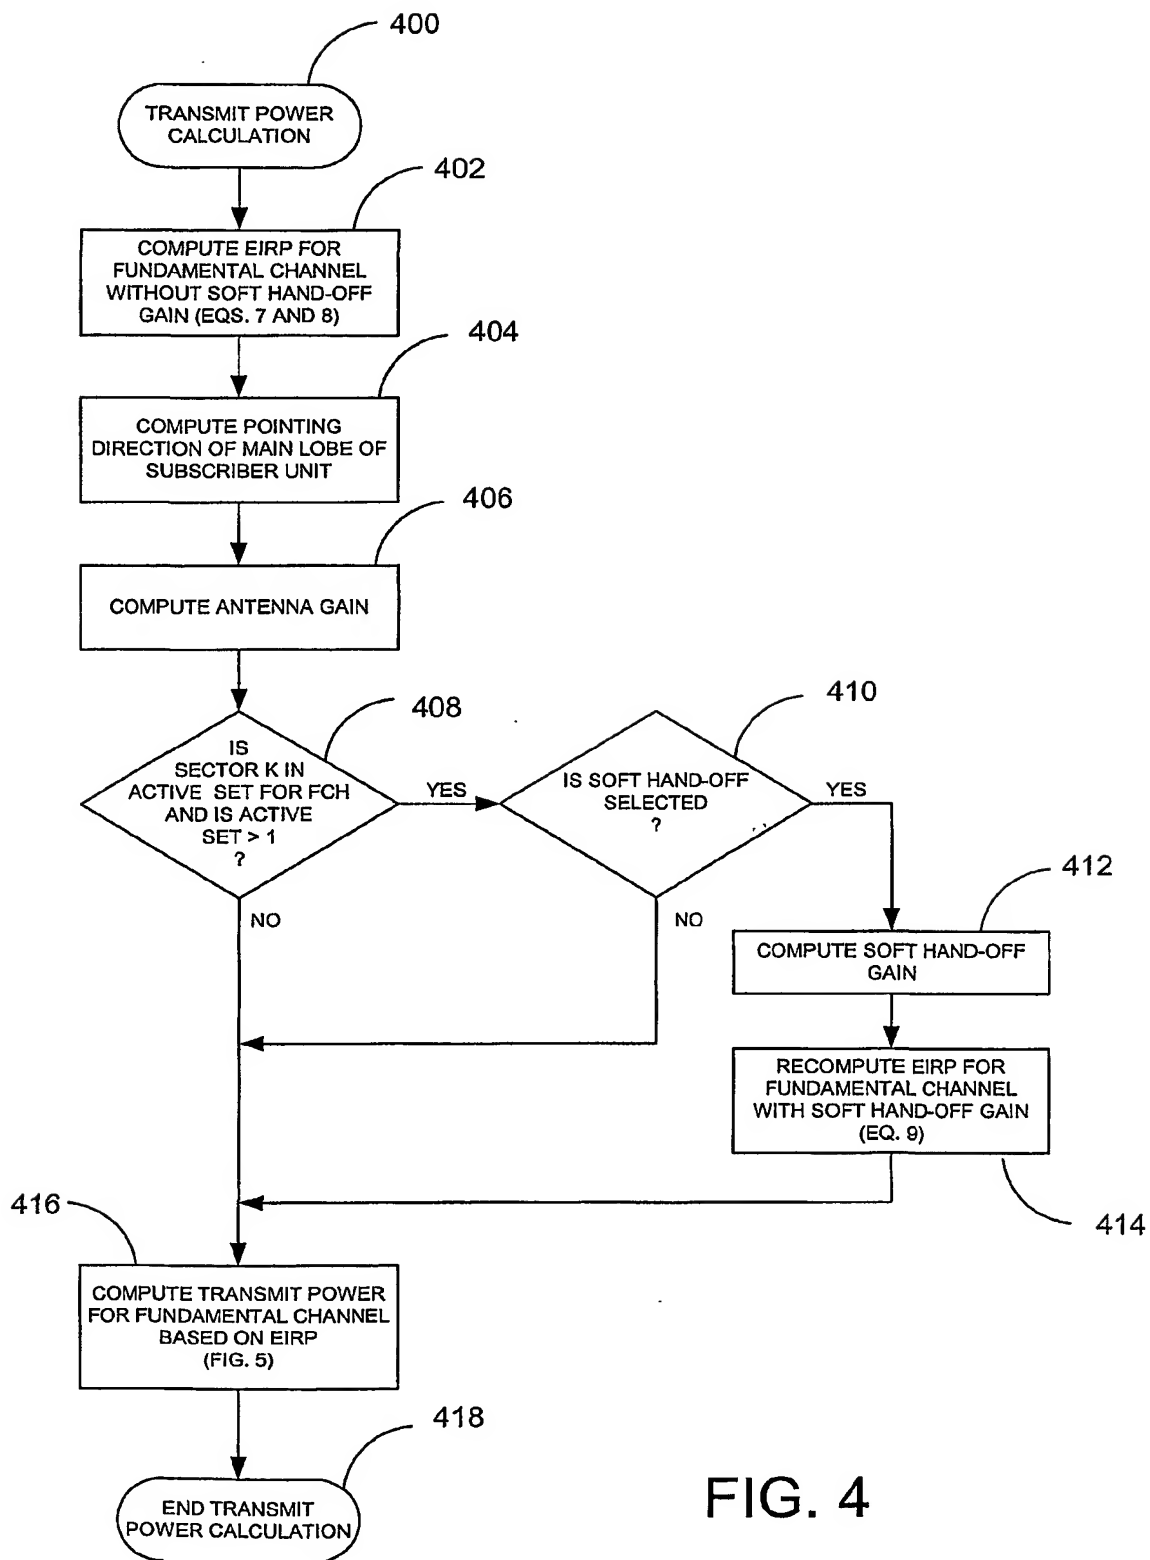 400
TRANSMIT POWER
CALCULATION
402
COMPUTE EIRP FOR
FUNDAMENTAL CHANNEL
WITHOUT SOFT HAND-OFF
GAIN (EQS. 7 AND 8)
404
COMPUTE POINTING
DIRECTION OF MAIN LOBE OF
SUBSCRIBER UNIT
406
COMPUTE ANTENNA GAIN
408
IS
SECTOR K IN
ACTIVE SET FOR FCH
AND IS ACTIVE
SET > 1
?
YES
NO
410
IS SOFT HAND-OFF
SELECTED
?
YES
NO
412
COMPUTE SOFT HAND-OFF
GAIN
RECOMPUTE EIRP FOR
FUNDAMENTAL CHANNEL
WITH SOFT HAND-OFF GAIN
(EQ. 9)
414
416
COMPUTE TRANSMIT POWER
FOR FUNDAMENTAL CHANNEL
BASED ON EIRP
(FIG. 5)
418
END TRANSMIT
POWER CALCULATION
FIG. 4